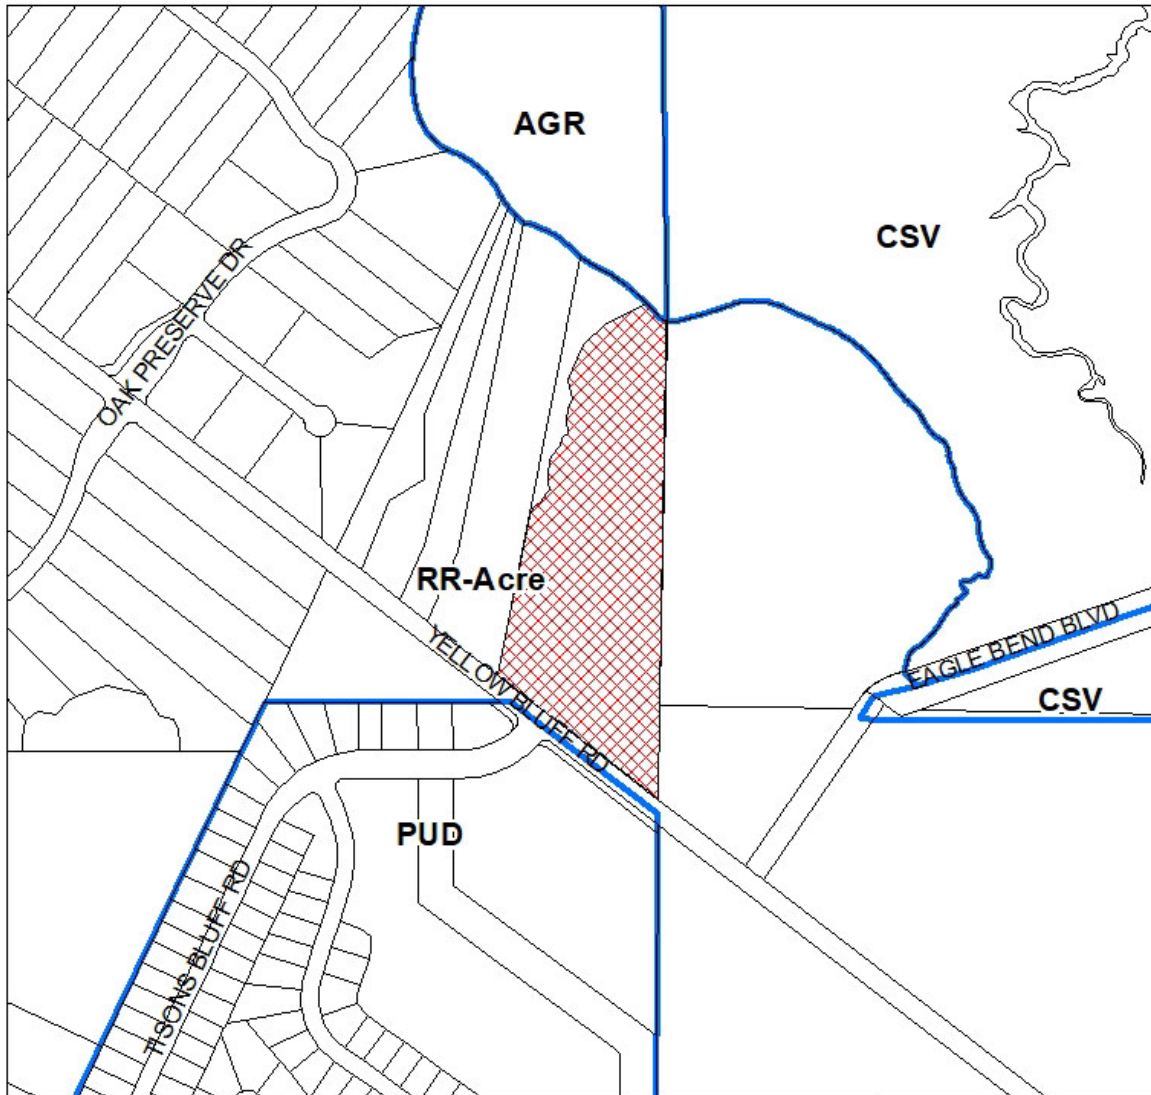 AGR
CSV
OAK PRESERVE DR
RR-Acre
YELLOW BLUFF RD
EAGLE BEND BLVD
CSV
PUD
TISONS BLUFF RD